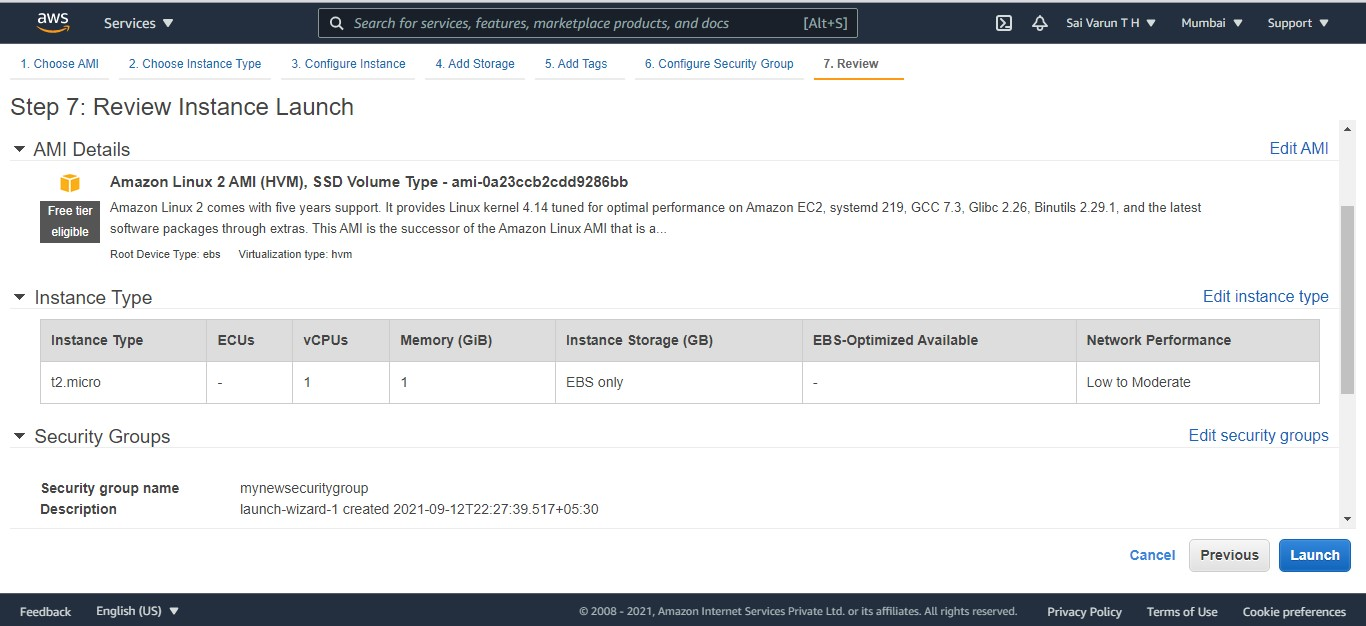 aws Services Search for services, features, marketplace products, and docs [Alt+S] Sai Varun T H Mumbai Support
1. Choose AMI 2. Choose Instance Type 3. Configure Instance 4. Add Storage 5. Add Tags 6. Configure Security Group 7. Review
Step 7: Review Instance Launch
AMI Details Edit AMI
Amazon Linux 2 AMI (HVM), SSD Volume Type - ami-0a23ccb2cdd9286bb
Free tier eligible
Amazon Linux 2 comes with five years support. It provides Linux kernel 4.14 tuned for optimal performance on Amazon EC2, systemd 219, GCC 7.3, Glibc 2.26, Binutils 2.29.1, and the latest
software packages through extras. This AMI is the successor of the Amazon Linux AMI that is a...
Root Device Type: ebs Virtualization type: hvm
Instance Type Edit instance type
Instance Type ECUs vCPUs Memory (GiB) Instance Storage (GB) EBS-Optimized Available Network Performance
t2.micro - 1 1 EBS only - Low to Moderate
Security Groups Edit security groups
Security group name mynewsecuritygroup
Description launch-wizard-1 created 2021-09-12T22:27:39.517+05:30
Cancel Previous Launch
Feedback English (US) © 2008 - 2021, Amazon Internet Services Private Ltd. or its affiliates. All rights reserved. Privacy Policy Terms of Use Cookie preferences